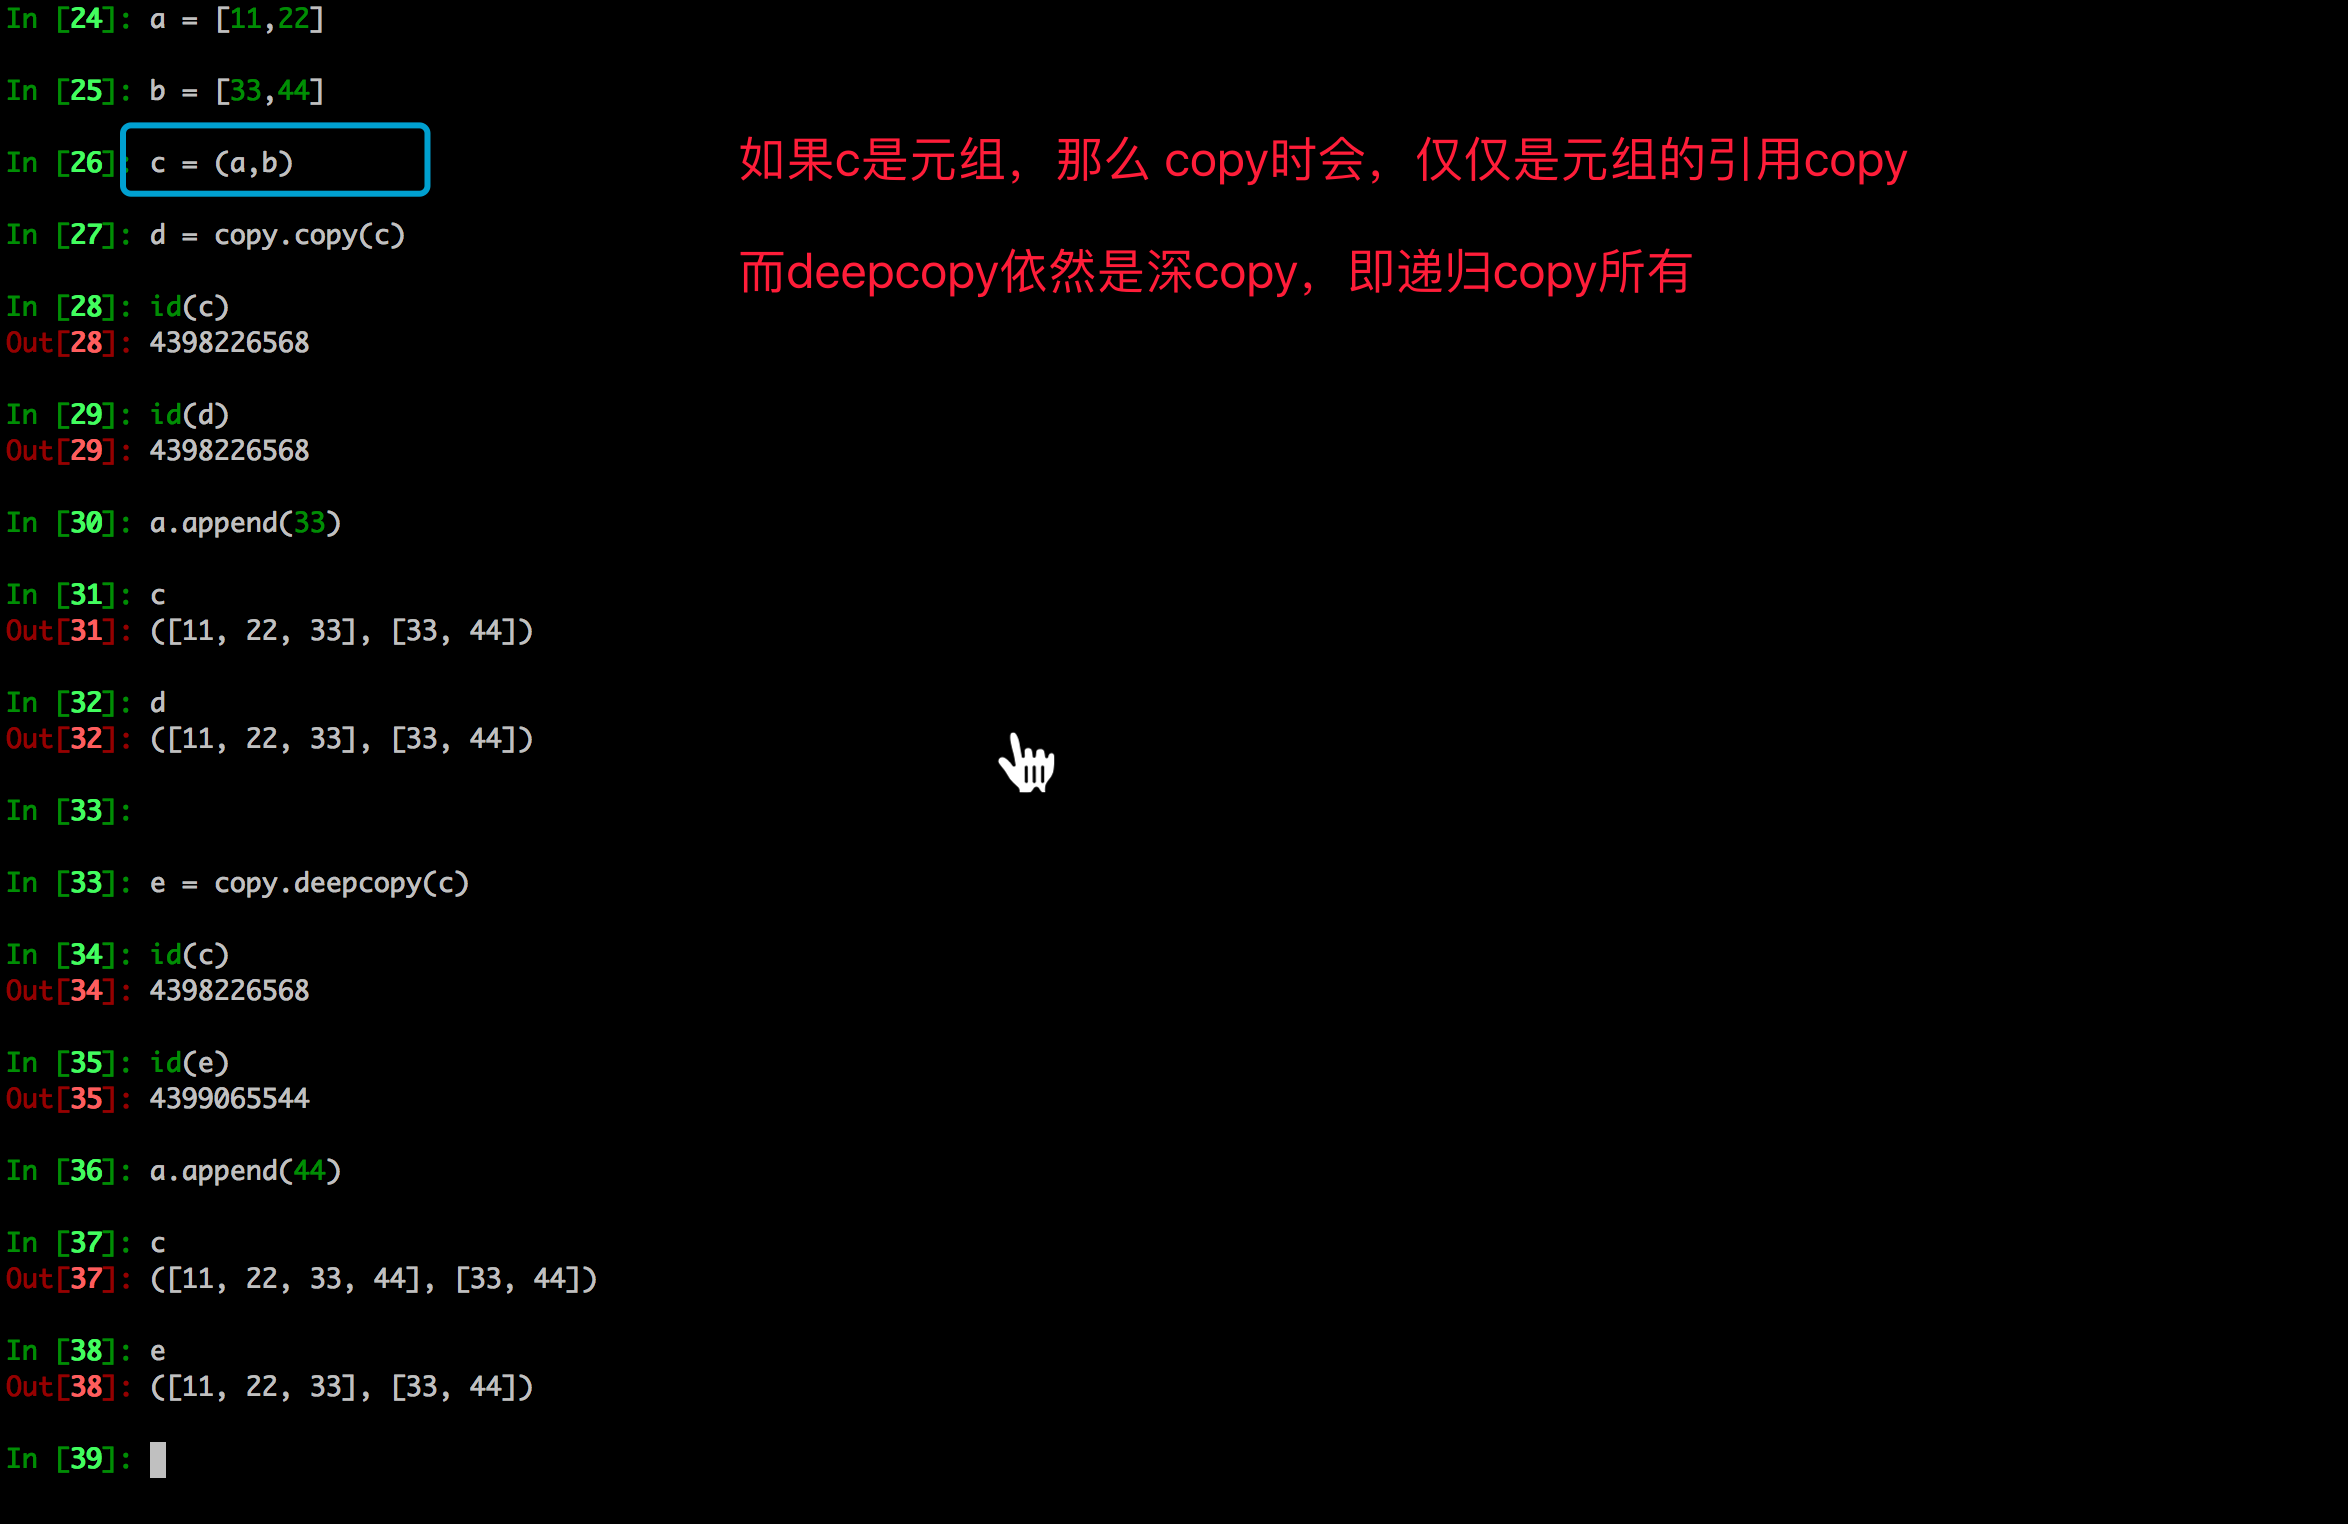 In [24]: a = [11,22]
In [25]: b = [33,44]
In [26]: c = (a,b)
如果c是元组，那么 copy时会，仅仅是元组的引用copy
In [27]: d = copy.copy(c)
而deepcopy依然是深copy，即递归copy所有
In [28]: id(c)
Out[28]: 4398226568
In [29]: id(d)
Out[29]: 4398226568
In [30]: a.append(33)
In [31]: c
Out[31]: ([11, 22, 33], [33, 44])
In [32]: d
Out[32]: ([11, 22, 33], [33, 44])
In [33]:
In [33]: e = copy.deepcopy(c)
In [34]: id(c)
Out[34]: 4398226568
In [35]: id(e)
Out[35]: 4399065544
In [36]: a.append(44)
In [37]: c
Out[37]: ([11, 22, 33, 44], [33, 44])
In [38]: e
Out[38]: ([11, 22, 33], [33, 44])
In [39]: